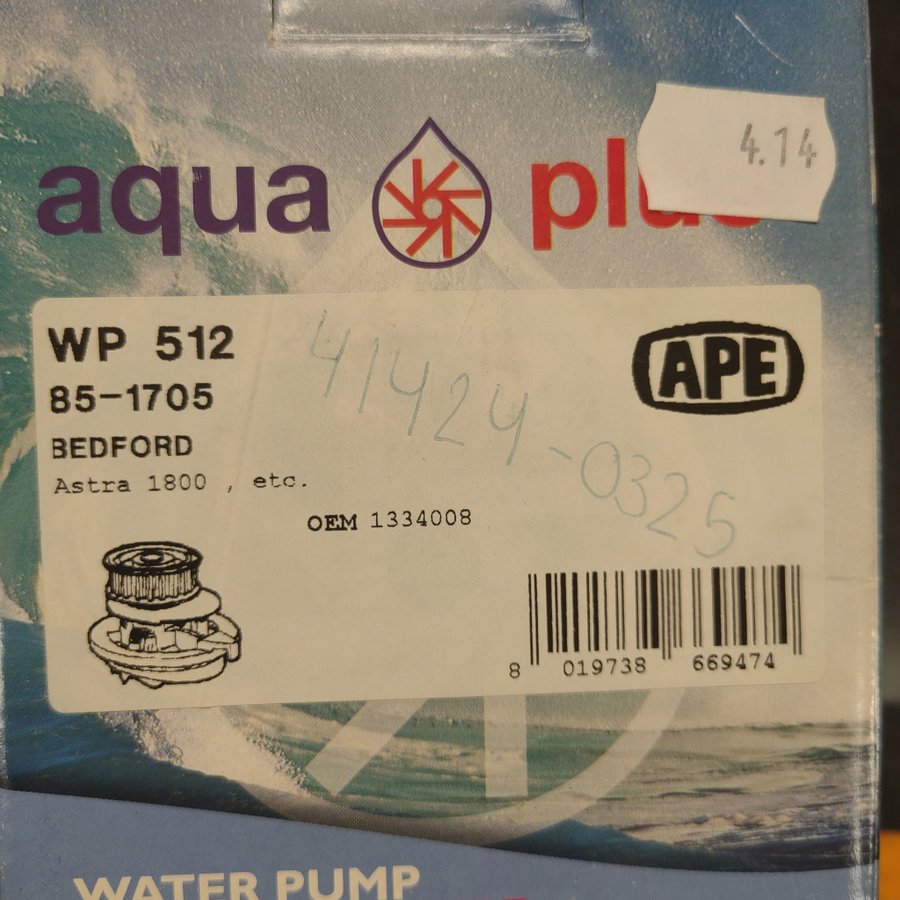 4.14
aqua plus
WP 512
APE
85-1705
BEDFORD
Astra 1800 , etc.
41424-0325
OEM 1334008
8 019738 669474
WATER PUMP